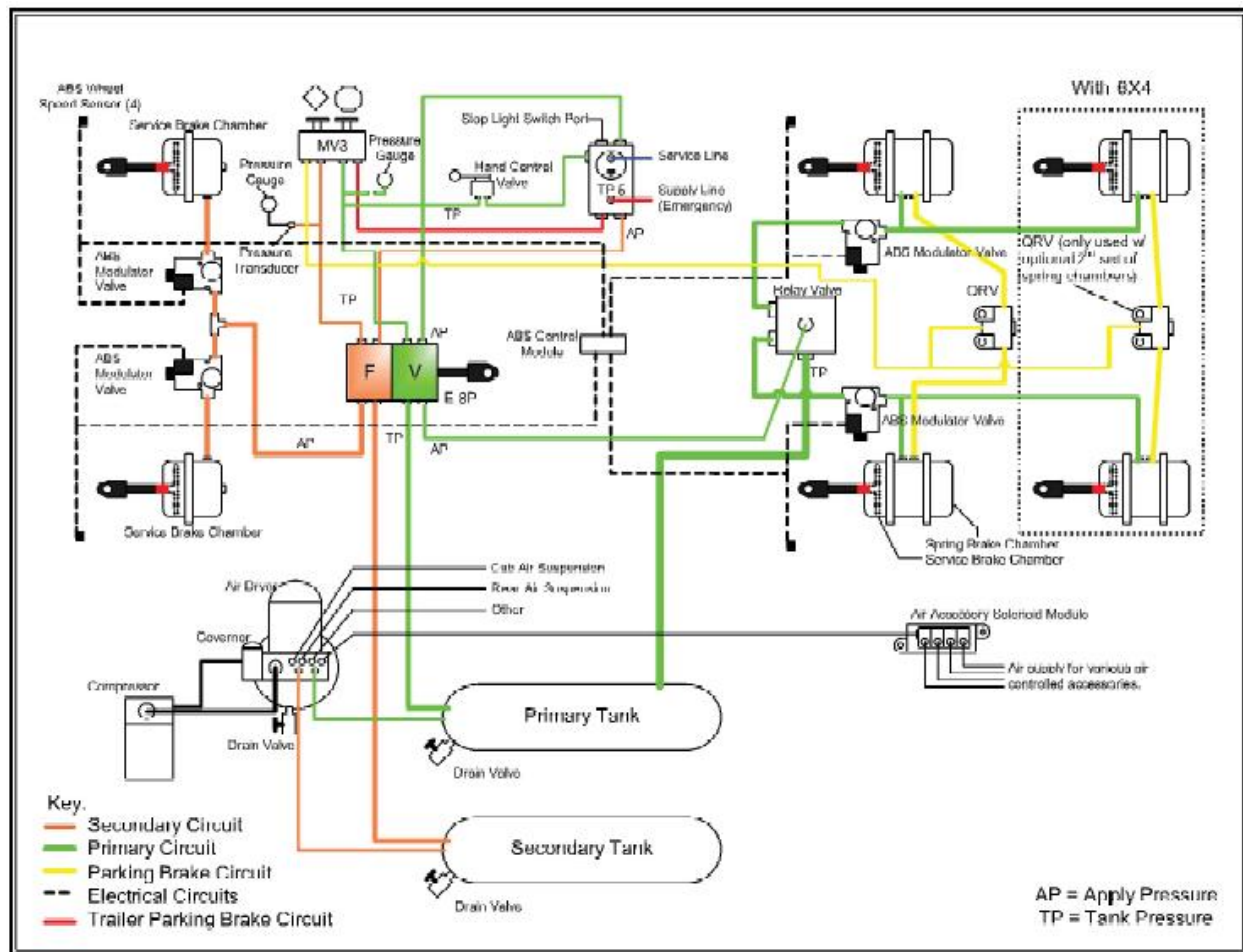 ABS Wheel
Speed Sensor (4)
Service Brake Chamber
MV3
Pressure
Gauge
Pressure
Gauge
Stop Light Switch Port
Hand Control
Valve
TP
Service Line
TP 5
Supply Line
(Emergency)
AP
With 6X4
ABS
Modulator
Valve
Pressure
Transducer
ABS Modulator Valve
QRV (only used w/
optional 2nd set of
spring chambers)
Relay Valve
QRV
TP
AP
ABS Control
Module
ABS
Modulator
Valve
F
V
E 8P
TP
AP
TP
AP
ABS Modulator Valve
Service Brake Chamber
Spring Brake Chamber
Service Brake Chamber
Cab Air Suspension
Air Dryer
Rear Air Suspension
Other
Governor
Air Accessory Solenoid Module
Air supply for various air
controlled accessories.
Compressor
Primary Tank
Drain Valve
Drain Valve
Key:
Secondary Circuit
Primary Circuit
Parking Brake Circuit
Electrical Circuits
Trailer Parking Brake Circuit
Secondary Tank
Drain Valve
AP = Apply Pressure
TP = Tank Pressure